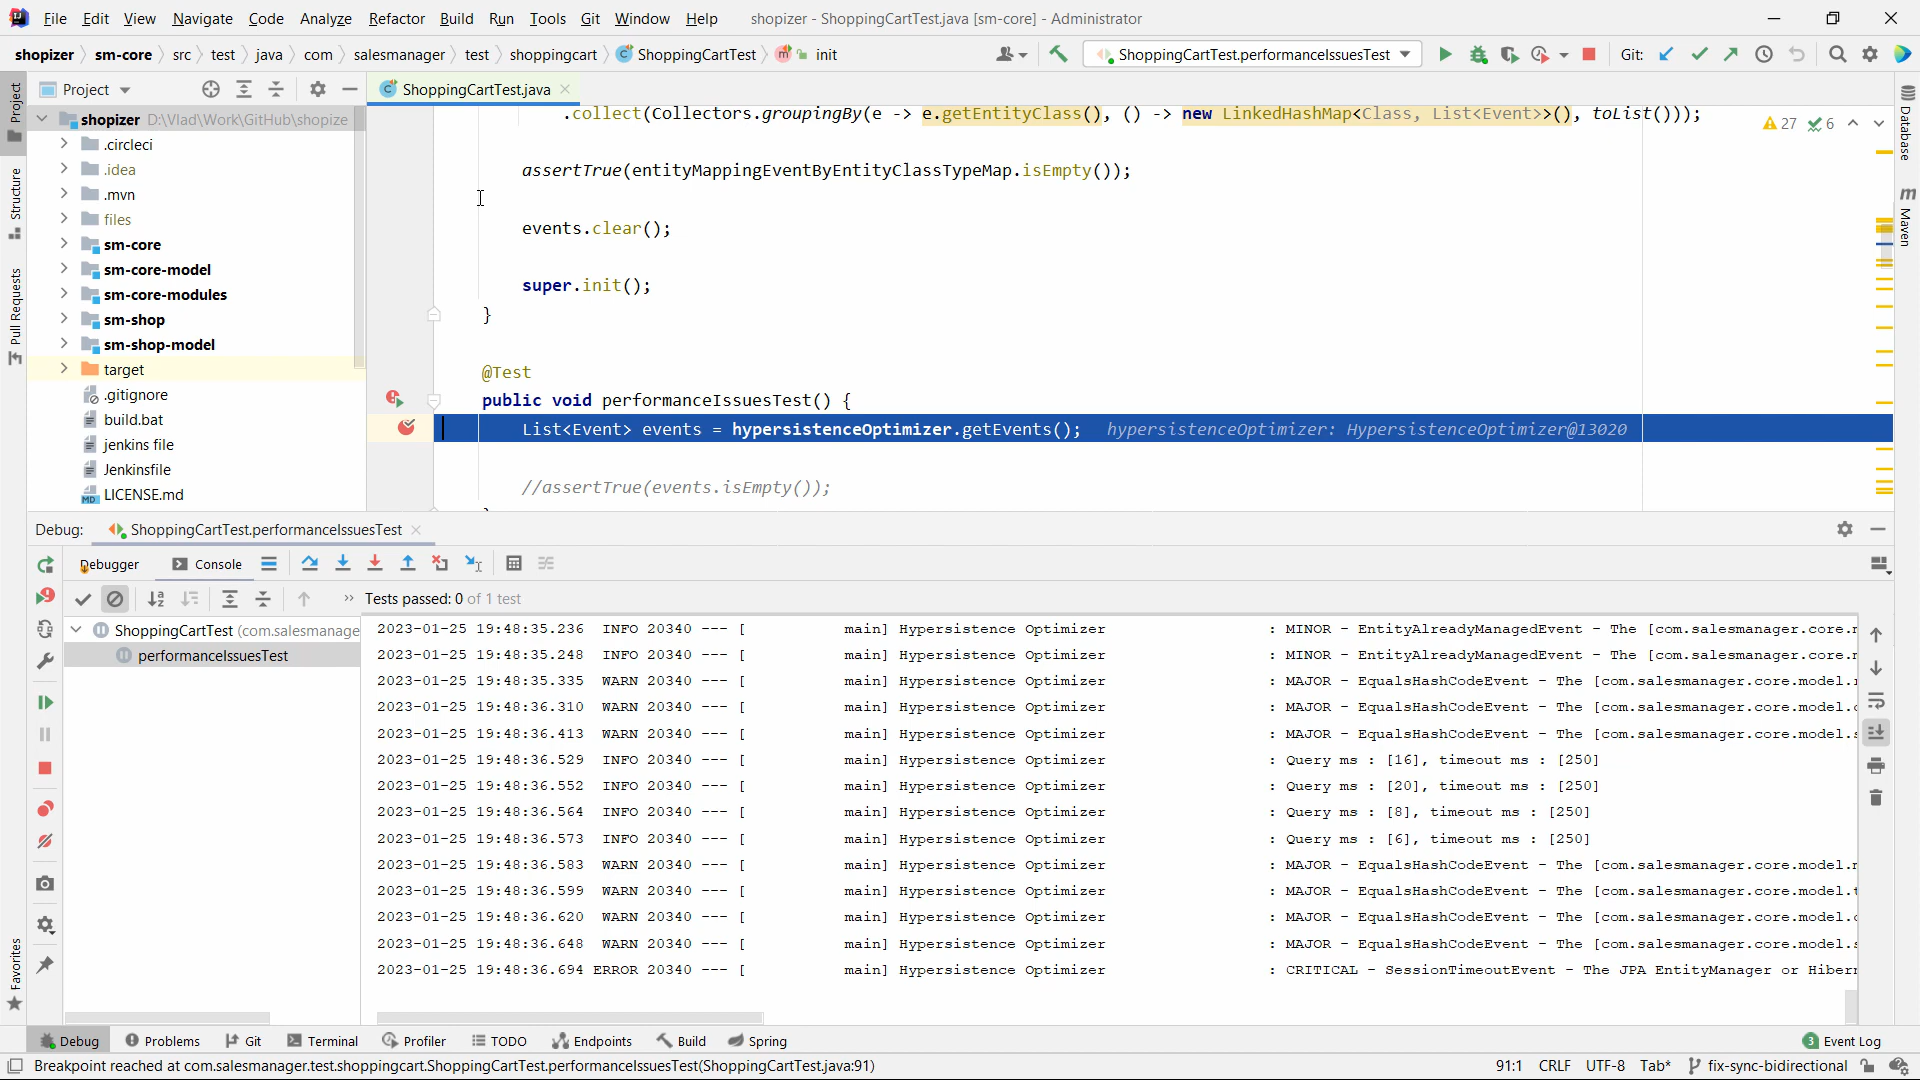 File Edit View Navigate Code Analyze Refactor Build Run Tools Git Window Help shopizer - ShoppingCartTest.java [sm-core] - Administrator
shopizer sm-core src test java com salesmanager test shoppingcart ShoppingCartTest m init ShoppingCartTest.performanceIssuesTest Git:
Project ShoppingCartTest.java
shopizer D:\Vlad\Work\GitHub\shopize
.circleci
.idea
.mvn
files
sm-core
sm-core-model
sm-core-modules
sm-shop
sm-shop-model
target
.gitignore
build.bat
jenkins file
Jenkinsfile
LICENSE.md
.collect(Collectors.groupingBy(e -> e.getEntityClass(), () -> new LinkedHashMap<Class, List<Event>>(), toList()));
27 6
assertTrue(entityMappingEventByEntityClassTypeMap.isEmpty());
events.clear();
super.init();
}
@Test
public void performanceIssuesTest() {
List<Event> events = hypersistenceOptimizer.getEvents(); hypersistenceOptimizer: HypersistenceOptimizer@13020
//assertTrue(events.isEmpty());
Project
Structure
Pull Requests
Favorites
Database
Maven
Debug: ShoppingCartTest.performanceIssuesTest
Debugger Console
Tests passed: 0 of 1 test
ShoppingCartTest (com.salesmanage
performanceIssuesTest
2023-01-25 19:48:35.236 INFO 20340 --- [ main] Hypersistence Optimizer : MINOR - EntityAlreadyManagedEvent - The [com.salesmanager.core.m
2023-01-25 19:48:35.248 INFO 20340 --- [ main] Hypersistence Optimizer : MINOR - EntityAlreadyManagedEvent - The [com.salesmanager.core.m
2023-01-25 19:48:35.335 WARN 20340 --- [ main] Hypersistence Optimizer : MAJOR - EqualsHashCodeEvent - The [com.salesmanager.core.model.
2023-01-25 19:48:36.310 WARN 20340 --- [ main] Hypersistence Optimizer : MAJOR - EqualsHashCodeEvent - The [com.salesmanager.core.model.
2023-01-25 19:48:36.413 WARN 20340 --- [ main] Hypersistence Optimizer : MAJOR - EqualsHashCodeEvent - The [com.salesmanager.core.model.
2023-01-25 19:48:36.529 INFO 20340 --- [ main] Hypersistence Optimizer : Query ms : [16], timeout ms : [250]
2023-01-25 19:48:36.552 INFO 20340 --- [ main] Hypersistence Optimizer : Query ms : [20], timeout ms : [250]
2023-01-25 19:48:36.564 INFO 20340 --- [ main] Hypersistence Optimizer : Query ms : [8], timeout ms : [250]
2023-01-25 19:48:36.573 INFO 20340 --- [ main] Hypersistence Optimizer : Query ms : [6], timeout ms : [250]
2023-01-25 19:48:36.583 WARN 20340 --- [ main] Hypersistence Optimizer : MAJOR - EqualsHashCodeEvent - The [com.salesmanager.core.model.
2023-01-25 19:48:36.599 WARN 20340 --- [ main] Hypersistence Optimizer : MAJOR - EqualsHashCodeEvent - The [com.salesmanager.core.model.
2023-01-25 19:48:36.620 WARN 20340 --- [ main] Hypersistence Optimizer : MAJOR - EqualsHashCodeEvent - The [com.salesmanager.core.model.
2023-01-25 19:48:36.648 WARN 20340 --- [ main] Hypersistence Optimizer : MAJOR - EqualsHashCodeEvent - The [com.salesmanager.core.model.
2023-01-25 19:48:36.694 ERROR 20340 --- [ main] Hypersistence Optimizer : CRITICAL - SessionTimeoutEvent - The JPA EntityManager or Hiber
Debug Problems Git Terminal Profiler TODO Endpoints Build Spring 3 Event Log
Breakpoint reached at com.salesmanager.test.shoppingcart.ShoppingCartTest.performanceIssuesTest(ShoppingCartTest.java:91) 91:1 CRLF UTF-8 Tab* fix-sync-bidirectional